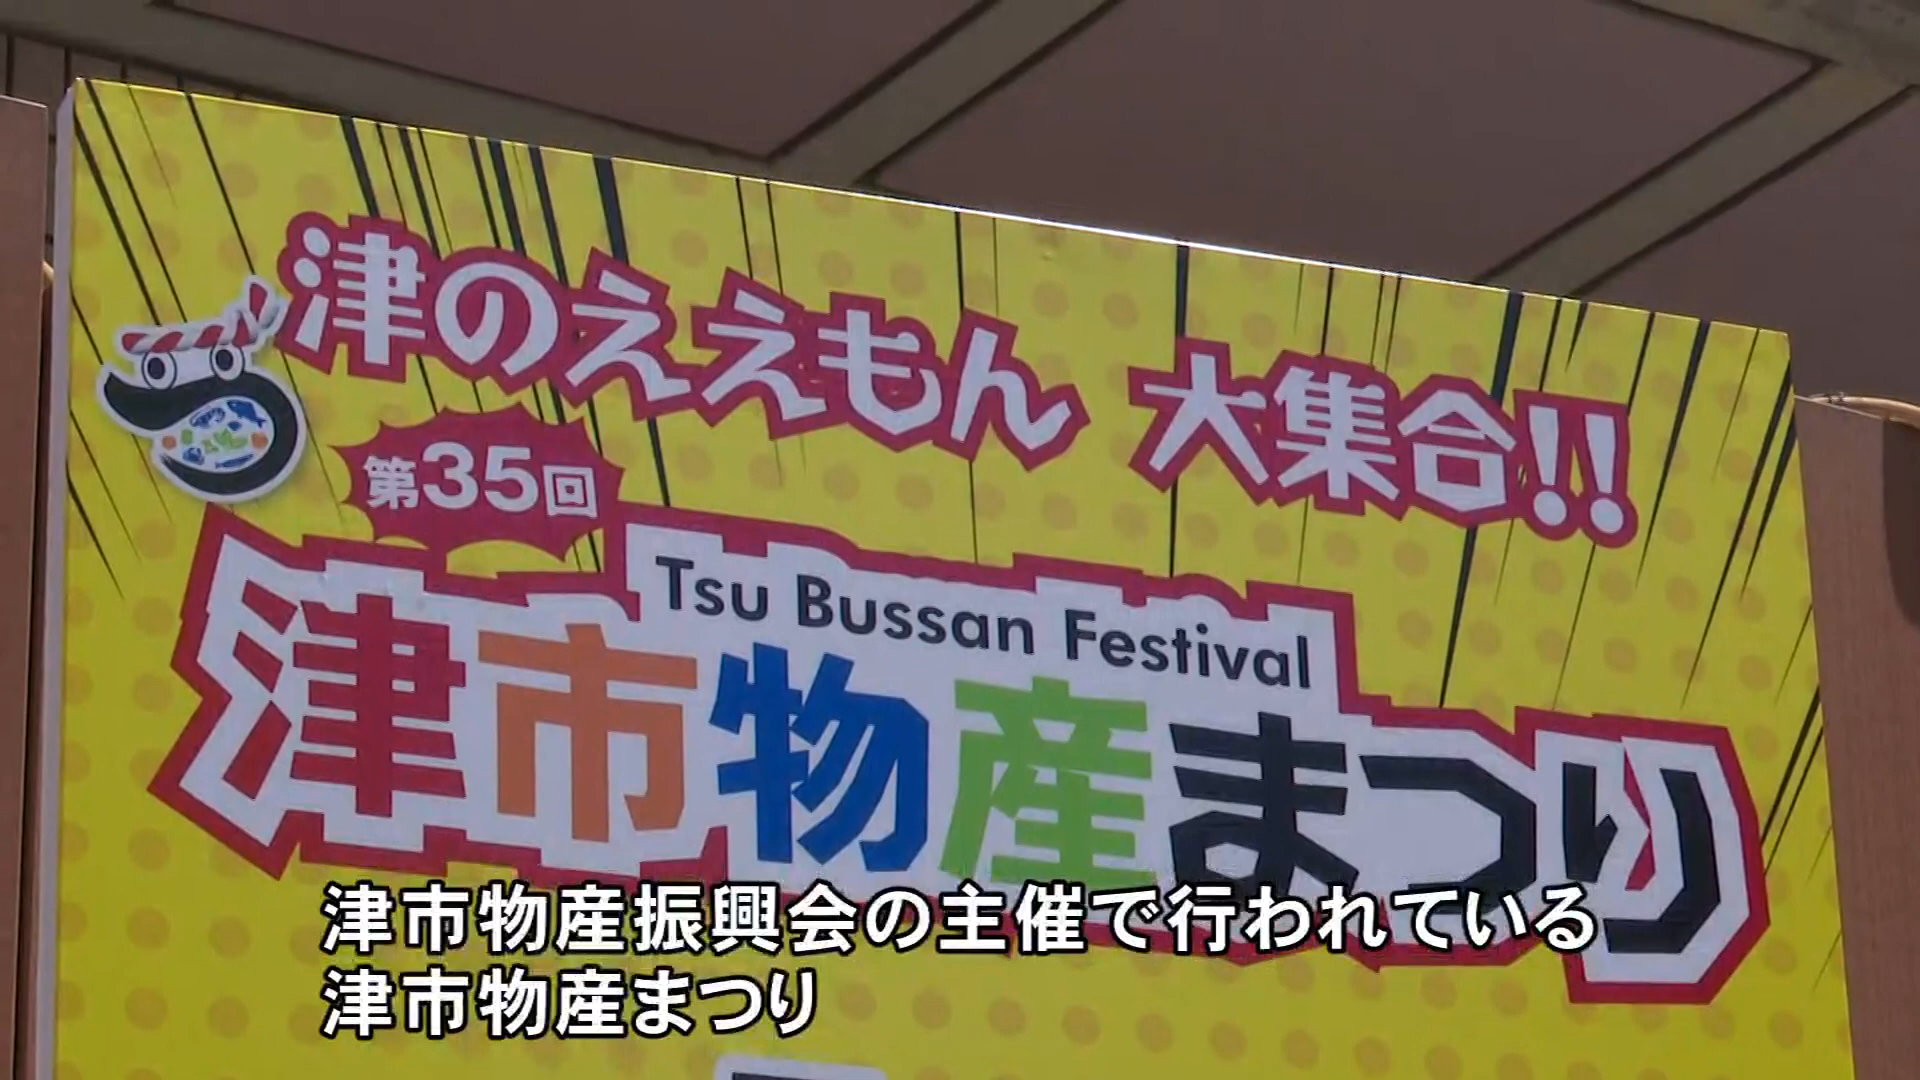 津のええもん 大集合!!
第35回
Tsu Bussan Festival
津市物産まつり
津市物産振興会の主催で行われている
津市物産まつり